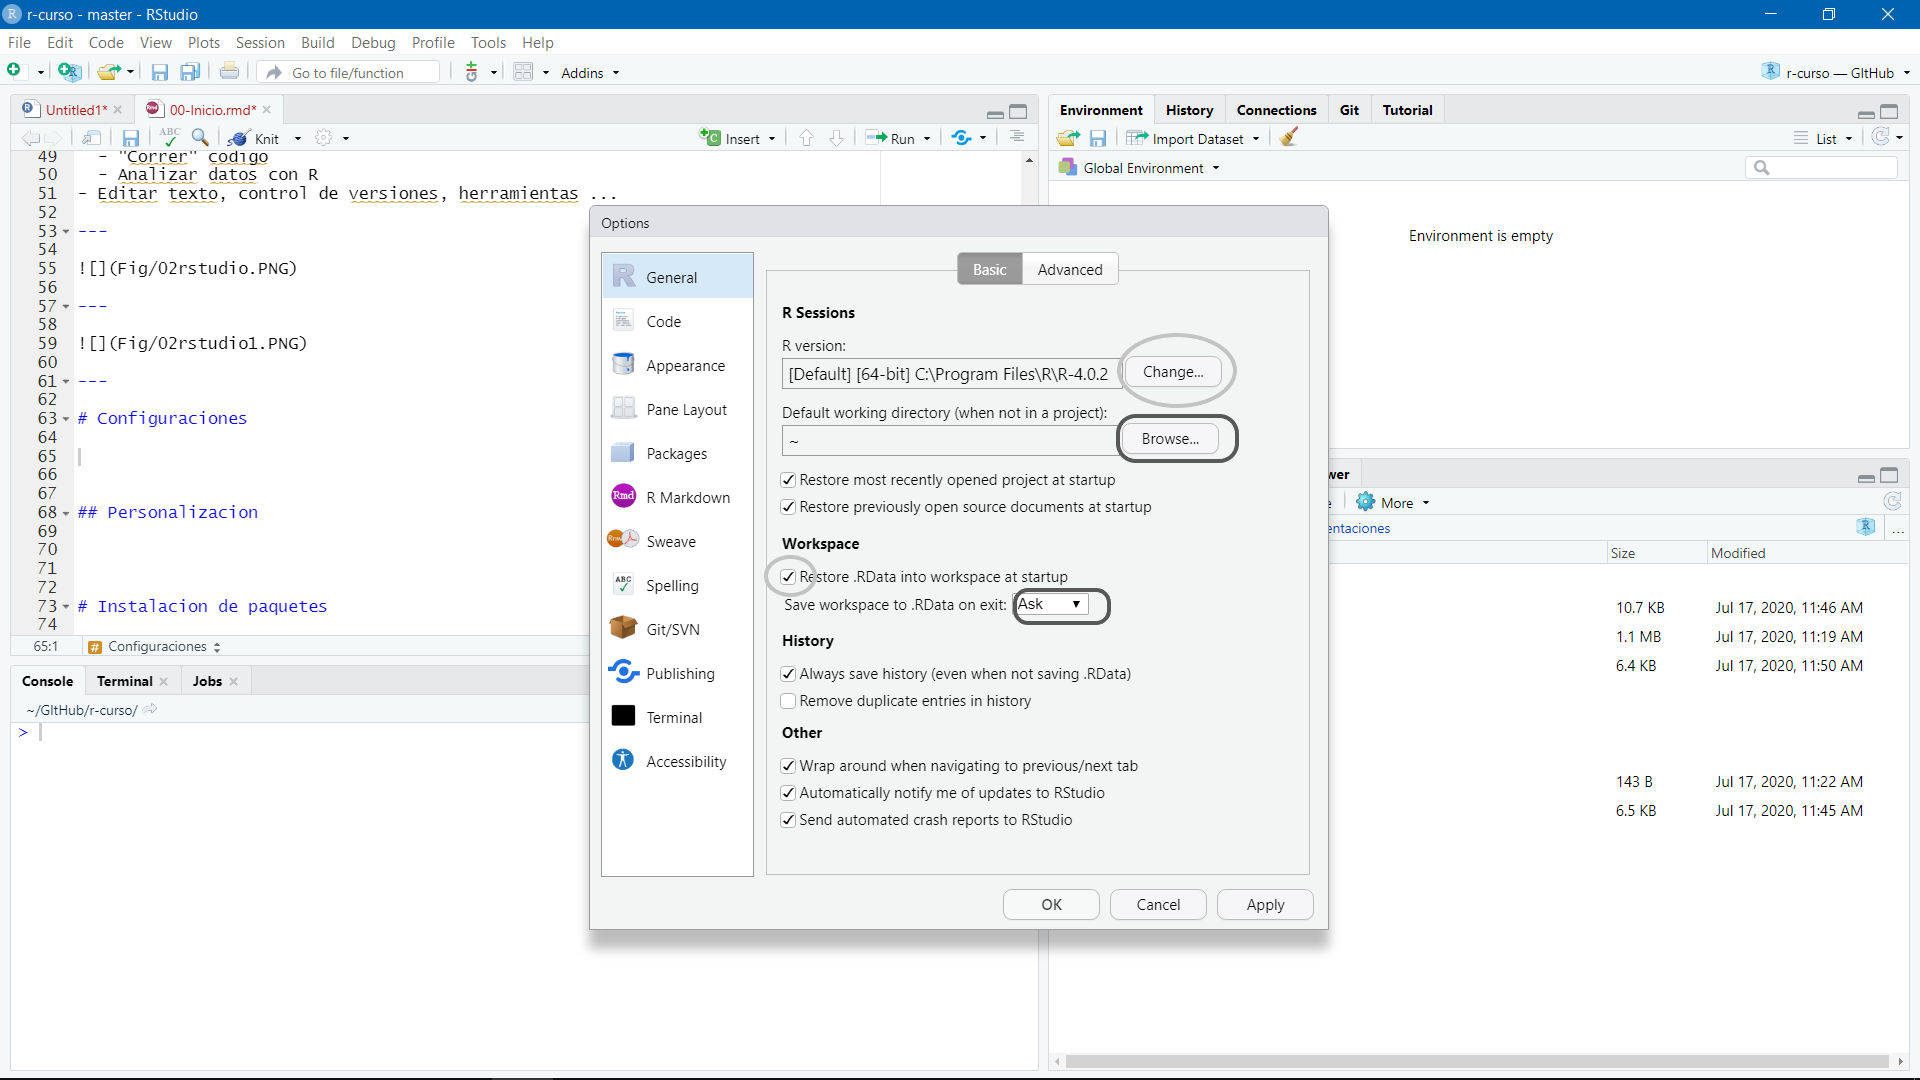 r-curso - master - RStudio
File Edit Code View Plots Session Build Debug Profile Tools Help
Go to file/function Addins r-curso — GItHub
Untitled1* 00-Inicio.rmd*
ABC Knit Insert Run
49 - "Correr" codigo
50 - Analizar datos con R
51 - Editar texto, control de versiones, herramientas ...
52
53 ---
54
55 ![](Fig/02rstudio.PNG)
56
57 ---
58
59 ![](Fig/02rstudio1.PNG)
60
61 ---
62
63 # Configuraciones
64
65
66
67
68 ## Personalizacion
69
70
71
72
73 # Instalacion de paquetes
74
65:1 # Configuraciones
Console Terminal Jobs
~/GItHub/r-curso/
>
Environment History Connections Git Tutorial
Import Dataset List
Global Environment
Environment is empty
wer
e More
entaciones ...
Size Modified
10.7 KB Jul 17, 2020, 11:46 AM
1.1 MB Jul 17, 2020, 11:19 AM
6.4 KB Jul 17, 2020, 11:50 AM
143 B Jul 17, 2020, 11:22 AM
6.5 KB Jul 17, 2020, 11:45 AM
Options
General
Code
Appearance
Pane Layout
Packages
Rmd R Markdown
Sweave
ABC Spelling
Git/SVN
Publishing
Terminal
Accessibility
Basic Advanced
R Sessions
R version:
[Default] [64-bit] C:\Program Files\R\R-4.0.2 Change...
Default working directory (when not in a project):
~ Browse...
Restore most recently opened project at startup
Restore previously open source documents at startup
Workspace
Restore .RData into workspace at startup
Save workspace to .RData on exit: Ask
History
Always save history (even when not saving .RData)
Remove duplicate entries in history
Other
Wrap around when navigating to previous/next tab
Automatically notify me of updates to RStudio
Send automated crash reports to RStudio
OK Cancel Apply